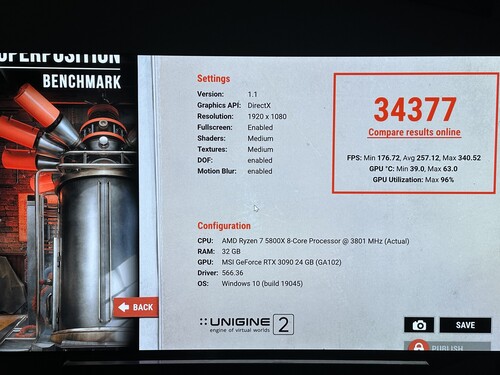 SUPERPOSITION
BENCHMARK
Settings
Version: 1.1
Graphics API: DirectX
Resolution: 1920 x 1080
Fullscreen: Enabled
Shaders: Medium
Textures: Medium
DOF: enabled
Motion Blur: enabled
34377
Compare results online
FPS: Min 176.72, Avg 257.12, Max 340.52
GPU °C: Min 39.0, Max 63.0
GPU Utilization: Max 96%
Configuration
CPU: AMD Ryzen 7 5800X 8-Core Processor @ 3801 MHz (Actual)
RAM: 32 GB
GPU: MSI GeForce RTX 3090 24 GB (GA102)
Driver: 566.36
OS: Windows 10 (build 19045)
BACK
UNIGINE 2
engine of virtual worlds
SAVE
PUBLISH